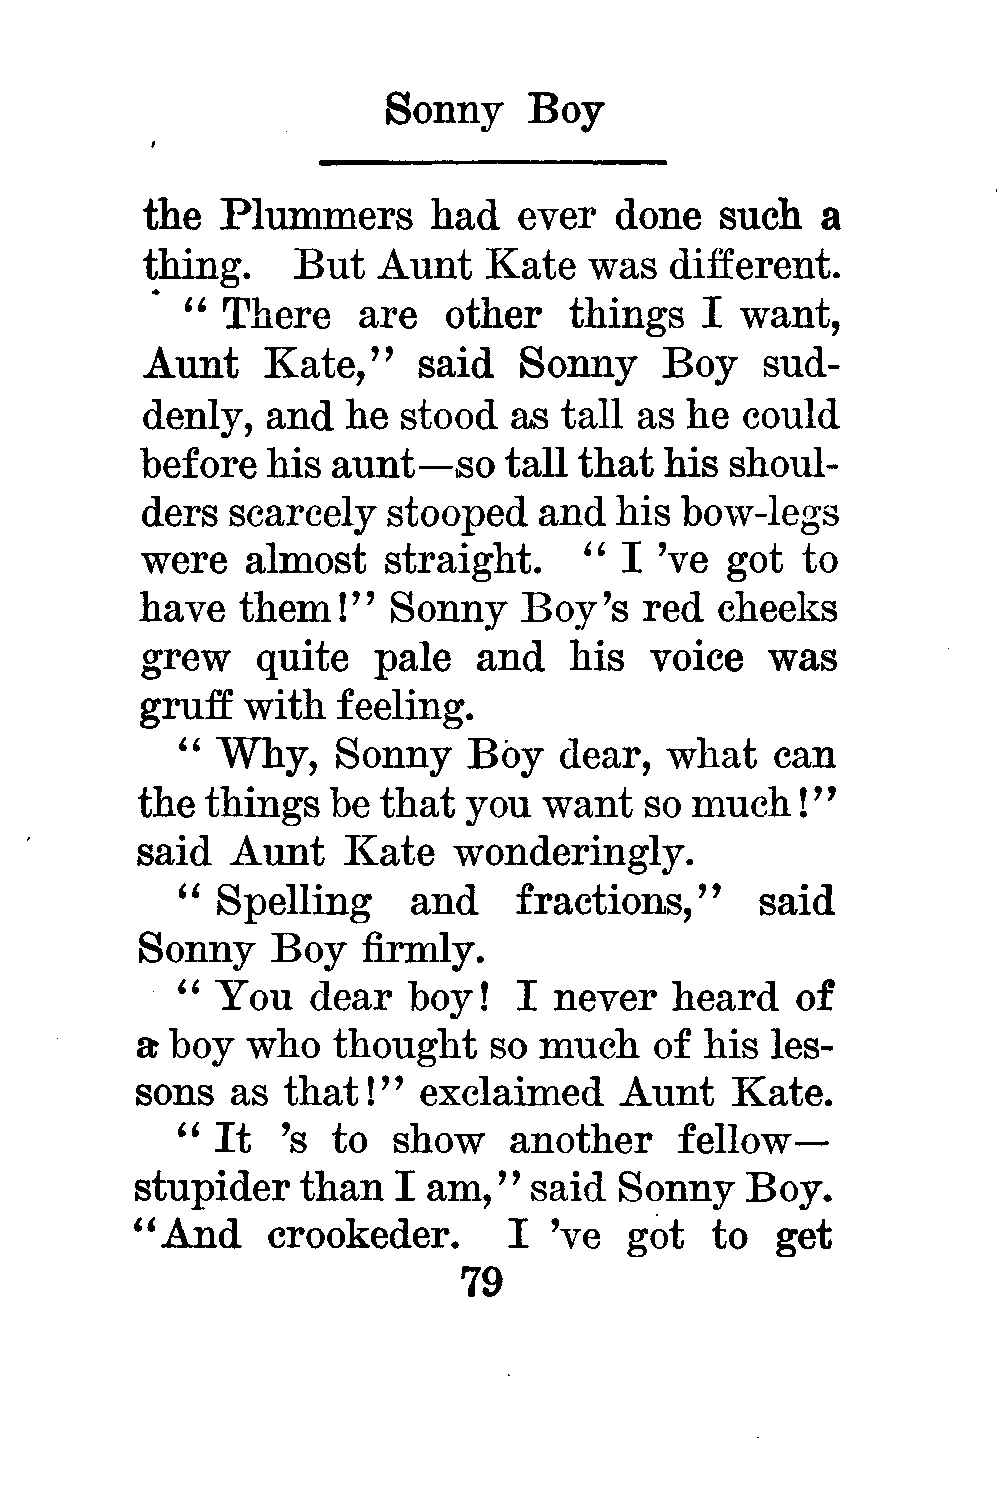 Sonny Boy
the Plummers had ever done such a
thing. But Aunt Kate was different.
" There are other things I want,
Aunt Kate," said Sonny Boy sud-
denly, and he stood as tall as he could
before his aunt—so tall that his shoul-
ders scarcely stooped and his bow-legs
were almost straight. " I 've got to
have them!" Sonny Boy's red cheeks
grew quite pale and his voice was
gruff with feeling.
" Why, Sonny Boy dear, what can
the things be that you want so much!"
said Aunt Kate wonderingly.
" Spelling and fractions," said
Sonny Boy firmly.
" You dear boy! I never heard of
a boy who thought so much of his les-
sons as that!" exclaimed Aunt Kate.
" It 's to show another fellow—
stupider than I am," said Sonny Boy.
"And crookeder. I 've got to get
79